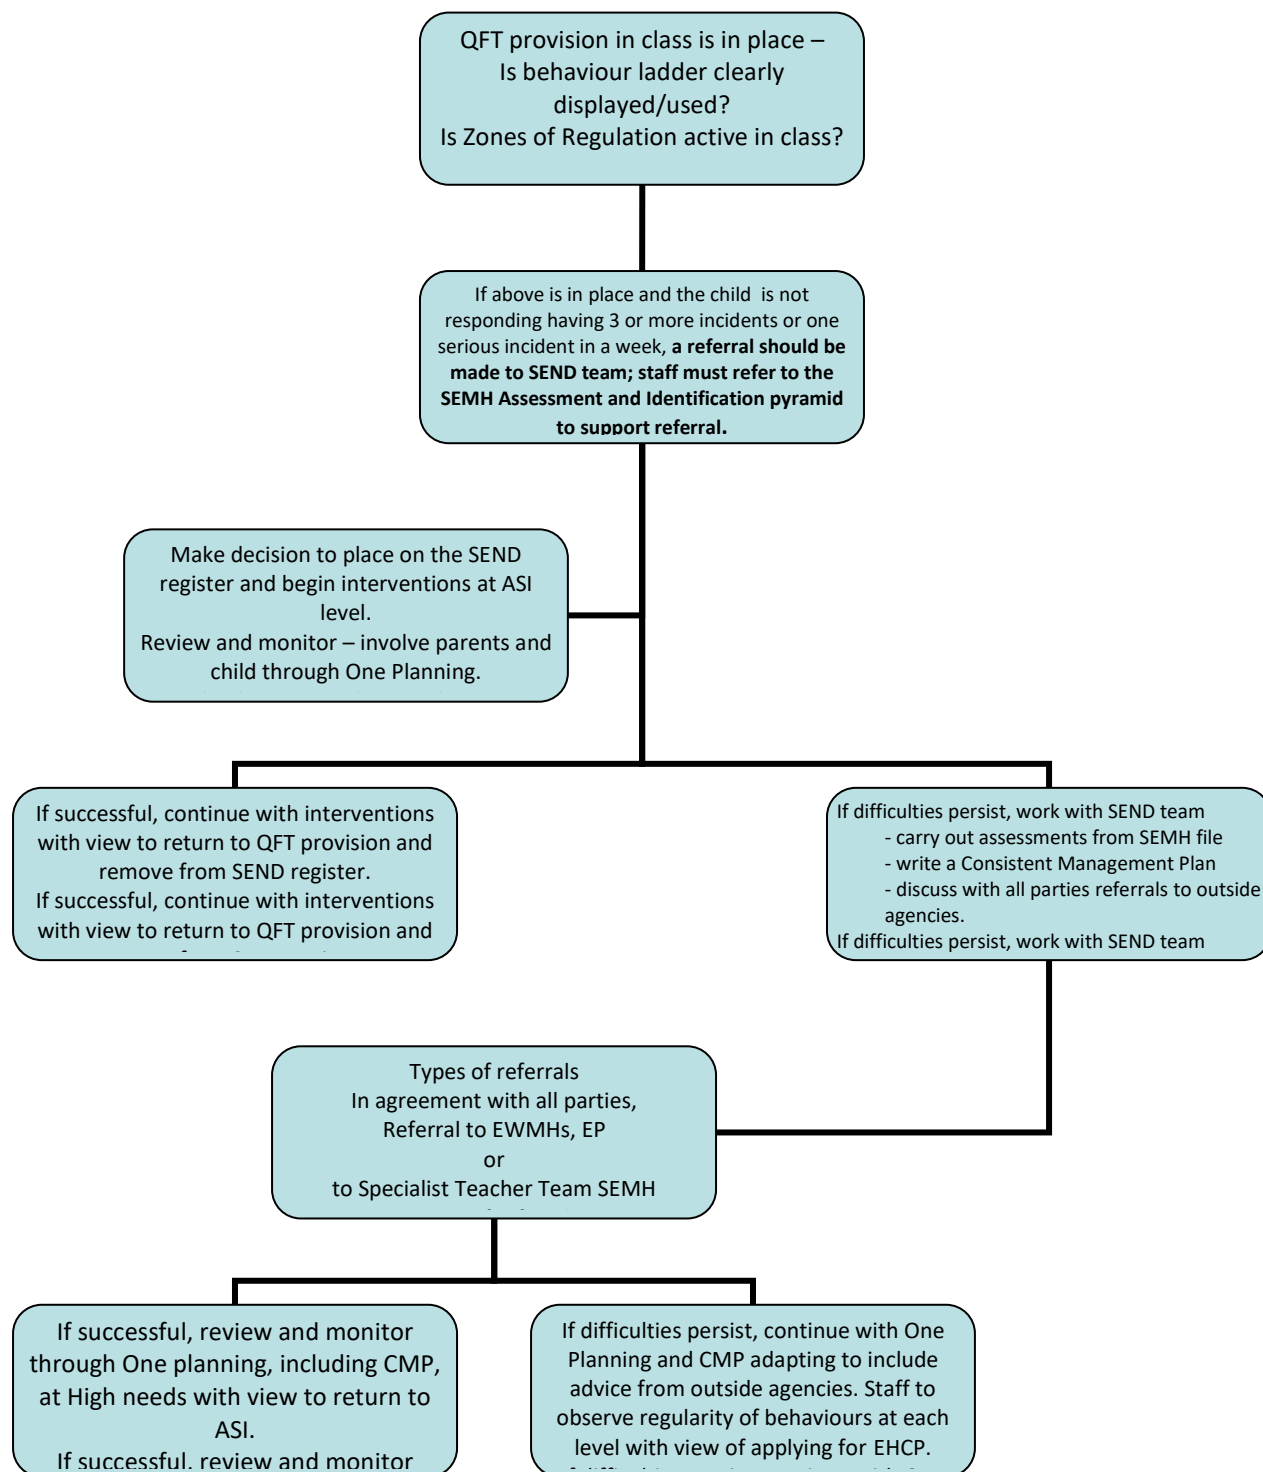 QFT provision in class is in place –
Is behaviour ladder clearly
displayed/used?
Is Zones of Regulation active in class?
If above is in place and the child  is not
responding having 3 or more incidents or one
serious incident in a week, a referral should be
made to SEND team; staff must refer to the
SEMH Assessment and Identification pyramid
to support referral.
Make decision to place on the SEND
register and begin interventions at ASI
level.
Review and monitor – involve parents and
child through One Planning.
If successful, continue with interventions
with view to return to QFT provision and
remove from SEND register.
If successful, continue with interventions
with view to return to QFT provision and
If difficulties persist, work with SEND team
- carry out assessments from SEMH file
- write a Consistent Management Plan
- discuss with all parties referrals to outside
agencies.
If difficulties persist, work with SEND team
Types of referrals
In agreement with all parties,
Referral to EWMHs, EP
or
to Specialist Teacher Team SEMH
If successful, review and monitor
through One planning, including CMP,
at High needs with view to return to
ASI.
If successful, review and monitor
If difficulties persist, continue with One
Planning and CMP adapting to include
advice from outside agencies. Staff to
observe regularity of behaviours at each
level with view of applying for EHCP.